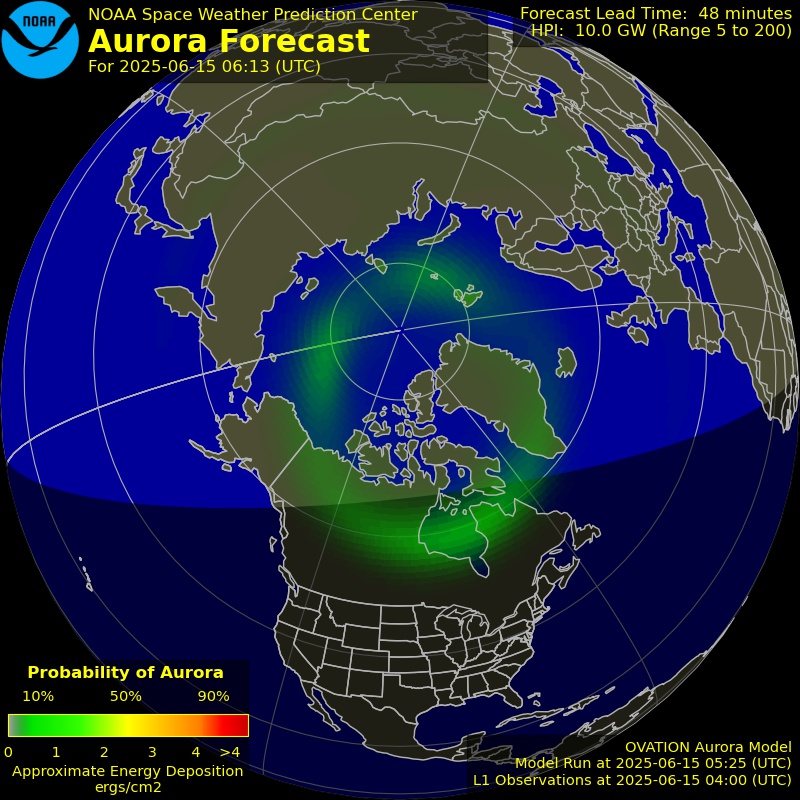 NOAA
NOAA Space Weather Prediction Center
Aurora Forecast
For 2025-06-15 06:13 (UTC)
Forecast Lead Time:  48 minutes
HPI:  10.0 GW (Range 5 to 200)
Probability of Aurora
10% 50% 90%
0 1 2 3 4 >4
Approximate Energy Deposition
ergs/cm2
OVATION Aurora Model
Model Run at 2025-06-15 05:25 (UTC)
L1 Observations at 2025-06-15 04:00 (UTC)